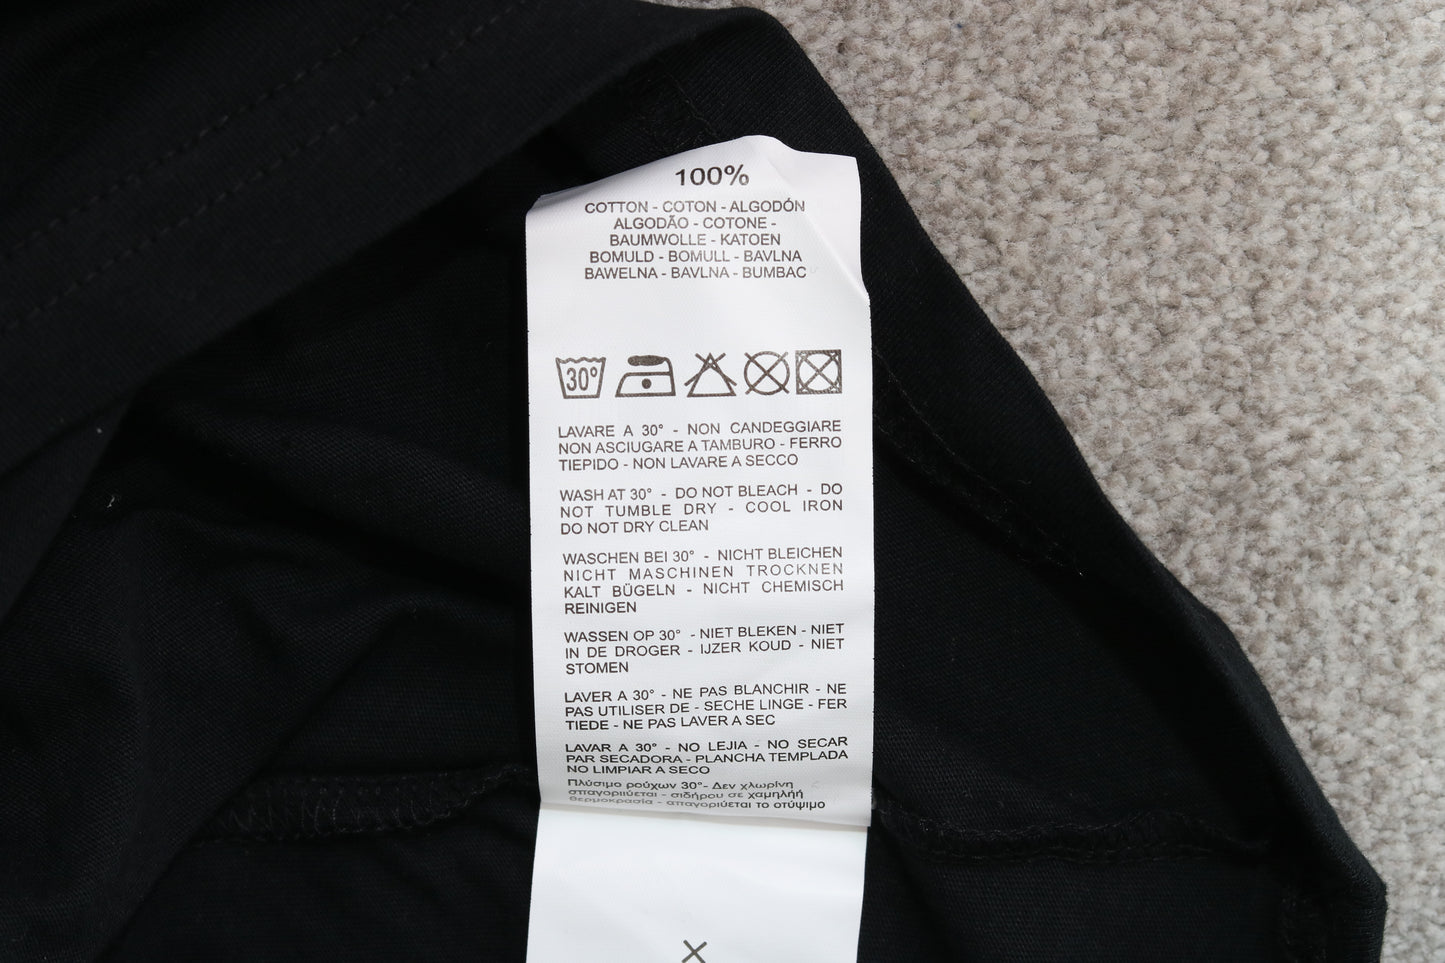 100%
COTTON - COTON - ALGODÓN
ALGODÃO - COTONE -
BAUMWOLLE - KATOEN
BOMULD - BOMULL - BAVLNA
BAWELNA - BAVLNA - BUMBAC
30°
LAVARE A 30° - NON CANDEGGIARE
NON ASCIUGARE A TAMBURO - FERRO
TIEPIDO - NON LAVARE A SECCO
WASH AT 30° - DO NOT BLEACH - DO
NOT TUMBLE DRY - COOL IRON
DO NOT DRY CLEAN
WASCHEN BEI 30° - NICHT BLEICHEN
NICHT MASCHINEN TROCKNEN
KALT BÜGELN - NICHT CHEMISCH
REINIGEN
WASSEN OP 30° - NIET BLEKEN - NIET
IN DE DROGER - IJZER KOUD - NIET
STOMEN
LAVER A 30° - NE PAS BLANCHIR - NE
PAS UTILISER DE - SECHE LINGE - FER
TIEDE - NE PAS LAVER A SEC
LAVAR A 30° - NO LEJIA - NO SECAR
PAR SECADORA - PLANCHA TEMPLADA
NO LIMPIAR A SECO
Πλύσιμο ρούχων 30°- Δεν χλωρίνη
- σιδήρου σε
θερμοκρασία - απαγορίύεται το
X